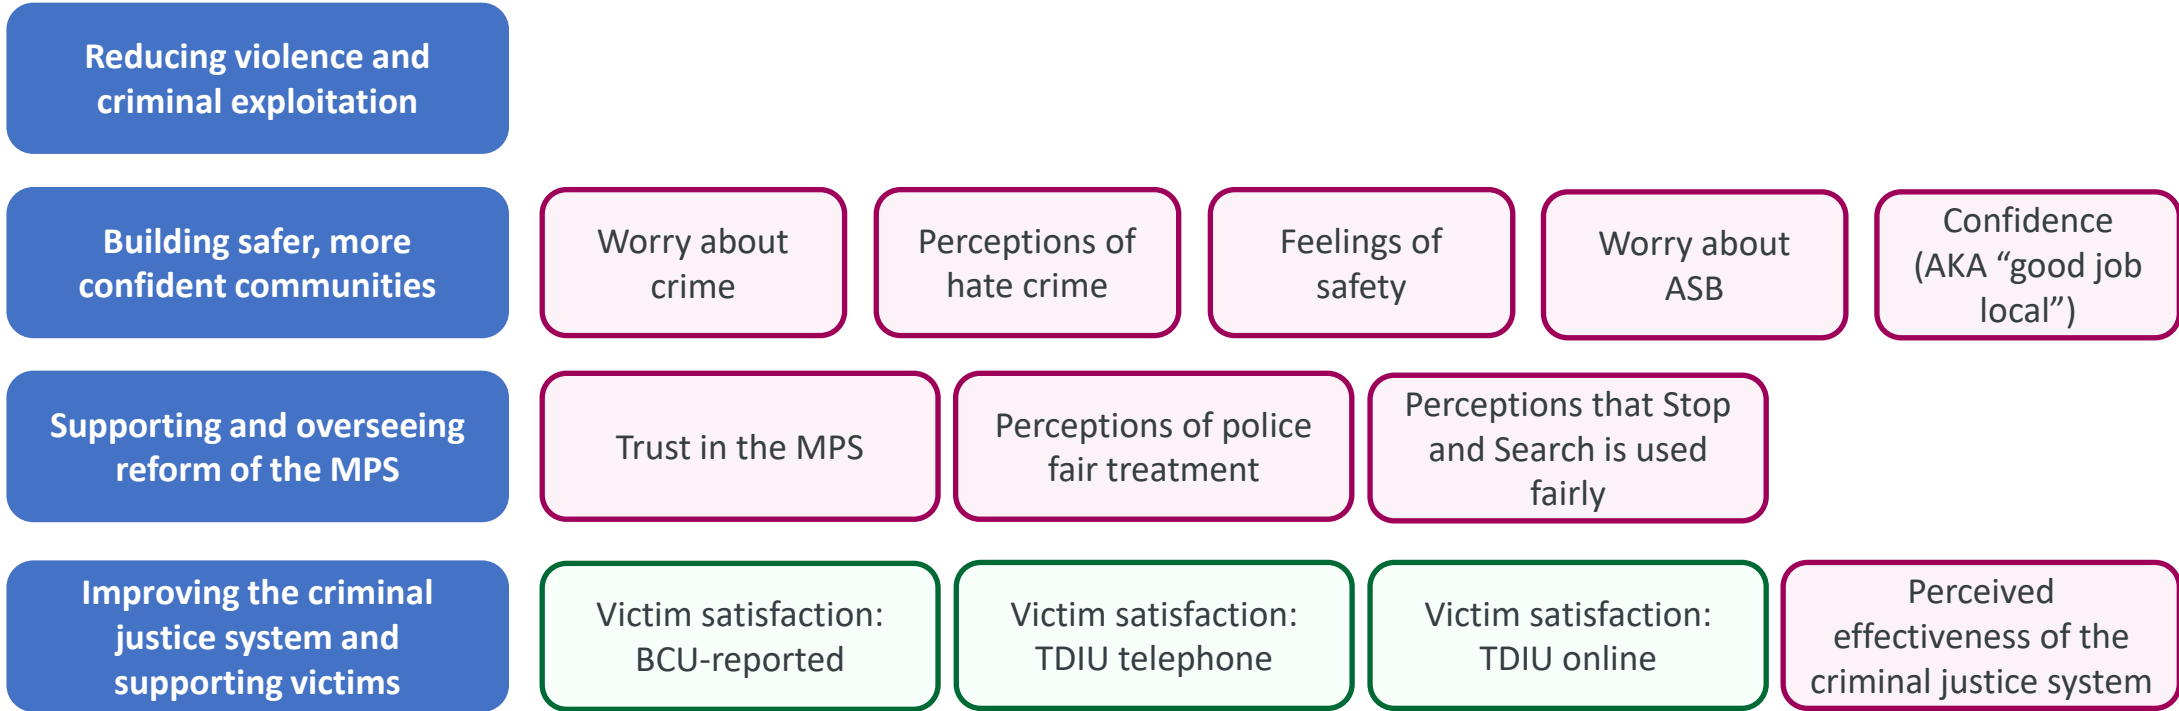 Reducing violence and
criminal exploitation
Building safer, more
confident communities
Worry about
crime
Perceptions of
hate crime
Feelings of
safety
Worry about
ASB
Confidence
(AKA “good job
local”)
Supporting and overseeing
reform of the MPS
Trust in the MPS
Perceptions of police
fair treatment
Perceptions that Stop
and Search is used
fairly
Improving the criminal
justice system and
supporting victims
Victim satisfaction:
BCU-reported
Victim satisfaction:
TDIU telephone
Victim satisfaction:
TDIU online
Perceived
effectiveness of the
criminal justice system